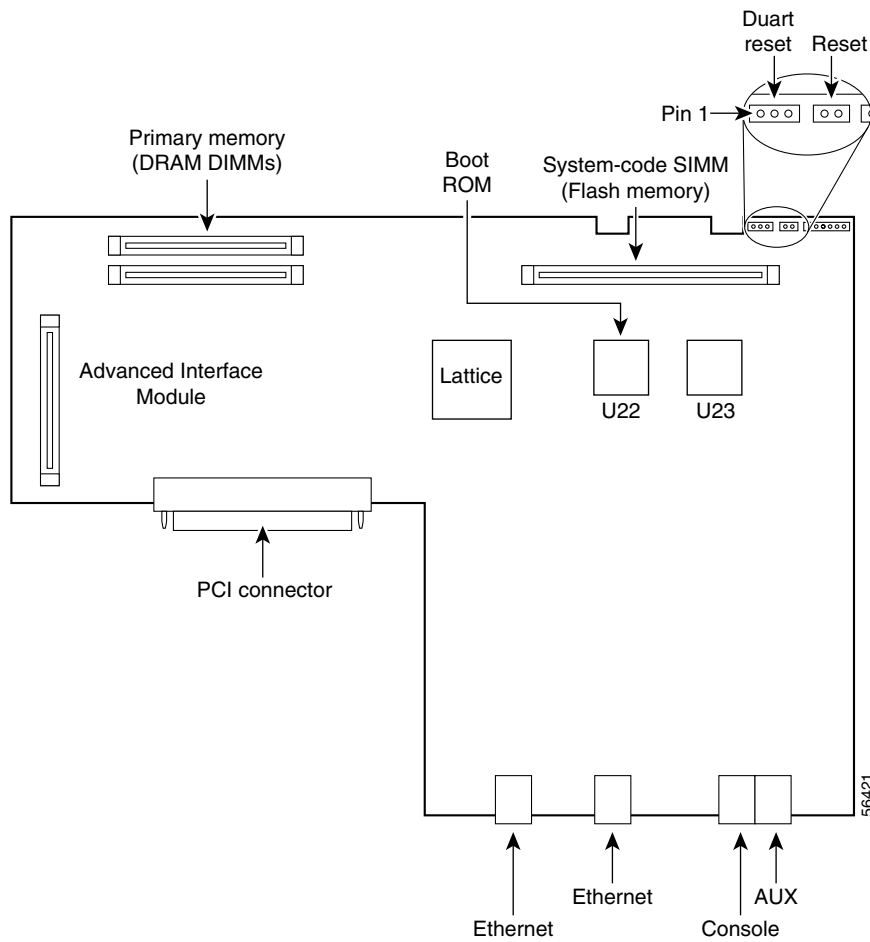 Duart
reset
Reset
Pin 1
Primary memory
(DRAM DIMMs)
Boot
ROM
System-code SIMM
(Flash memory)
Advanced Interface
Module
Lattice
U22
U23
PCI connector
56421
Ethernet
Ethernet
Console
AUX